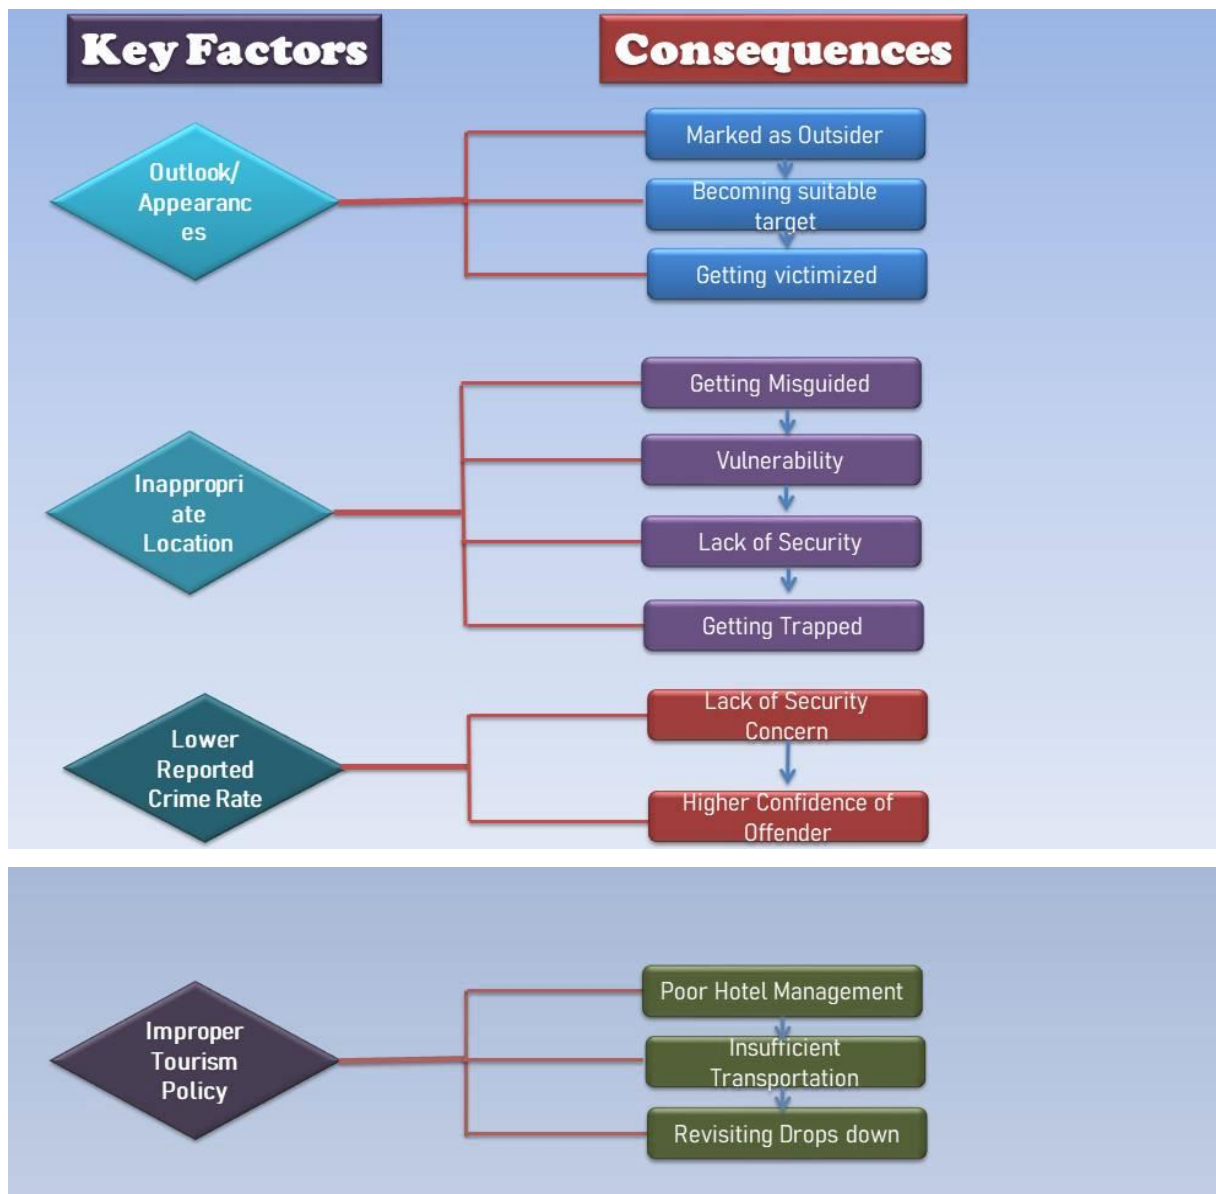 Key Factors
Consequences
Outlook/
Appearanc
es
Marked as Outsider
Becoming suitable
target
Getting victimized
Inappropri
ate
Location
Getting Misguided
Vulnerability
Lack of Security
Getting Trapped
Lower
Reported
Crime Rate
Lack of Security
Concern
Higher Confidence of
Offender
Improper
Tourism
Policy
Poor Hotel Management
Insufficient
Transportation
Revisiting Drops down